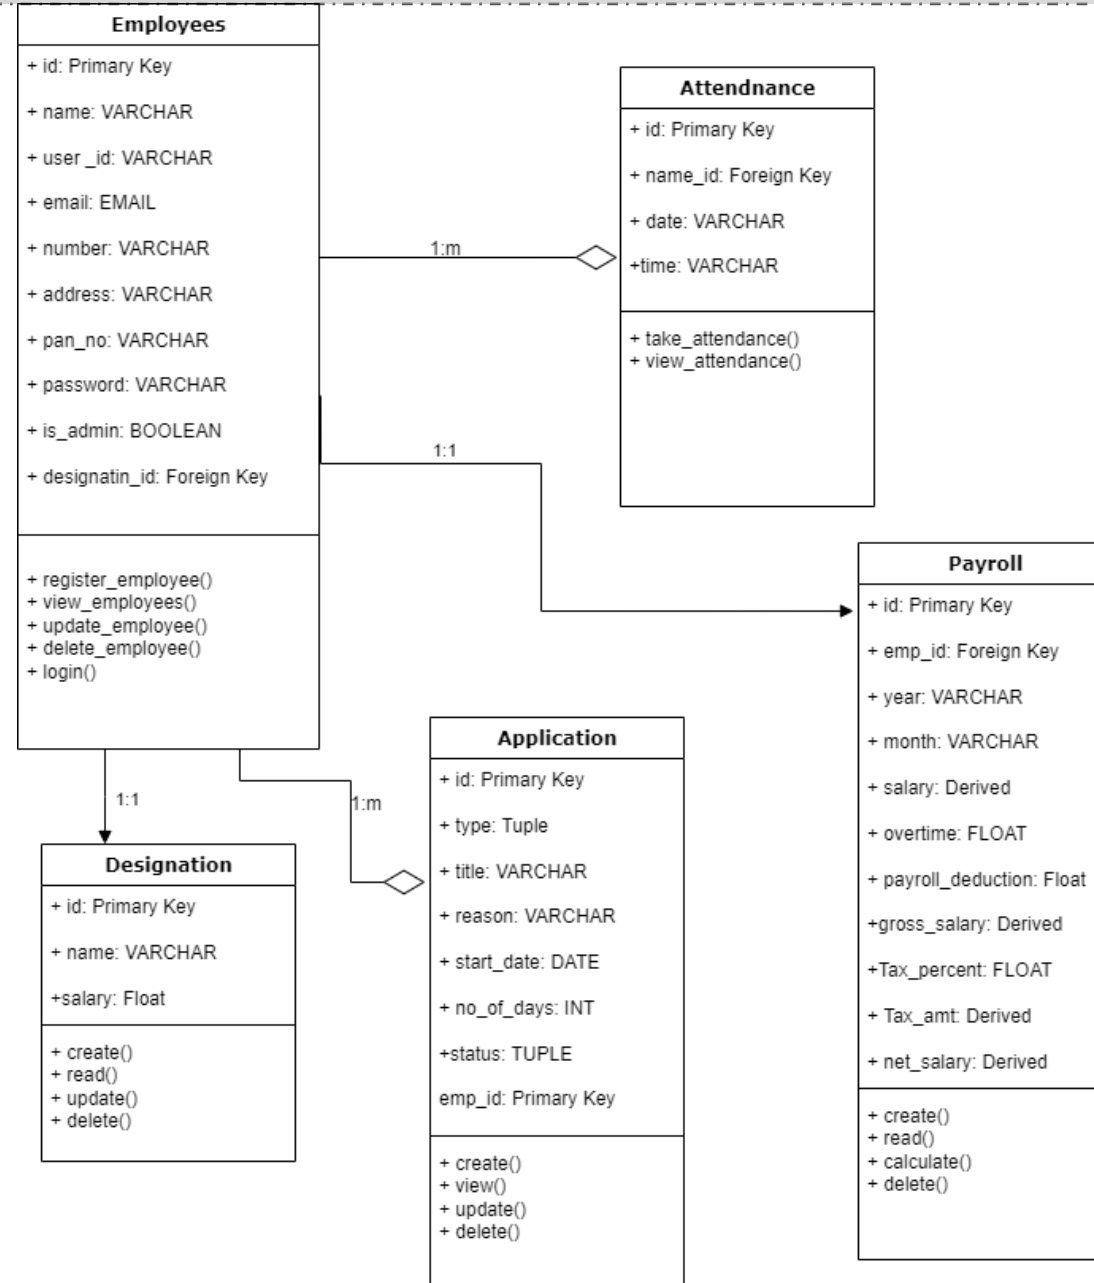 Employees
+ id: Primary Key
+ name: VARCHAR
+ user _id: VARCHAR
+ email: EMAIL
+ number: VARCHAR
+ address: VARCHAR
+ pan_no: VARCHAR
+ password: VARCHAR
+ is_admin: BOOLEAN
+ designatin_id: Foreign Key
+ register_employee()
+ view_employees()
+ update_employee()
+ delete_employee()
+ login()
1:m
Attendnance
+ id: Primary Key
+ name_id: Foreign Key
+ date: VARCHAR
+time: VARCHAR
+ take_attendance()
+ view_attendance()
1:1
Payroll
+ id: Primary Key
+ emp_id: Foreign Key
+ year: VARCHAR
+ month: VARCHAR
+ salary: Derived
+ overtime: FLOAT
+ payroll_deduction: Float
+gross_salary: Derived
+Tax_percent: FLOAT
+ Tax_amt: Derived
+ net_salary: Derived
+ create()
+ read()
+ calculate()
+ delete()
1:1
Designation
+ id: Primary Key
+ name: VARCHAR
+salary: Float
+ create()
+ read()
+ update()
+ delete()
1:m
Application
+ id: Primary Key
+ type: Tuple
+ title: VARCHAR
+ reason: VARCHAR
+ start_date: DATE
+ no_of_days: INT
+status: TUPLE
emp_id: Primary Key
+ create()
+ view()
+ update()
+ delete()